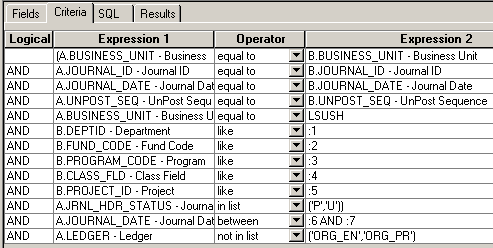 Fields Criteria SQL Results
Logical Expression 1 Operator Expression 2
(A.BUSINESS_UNIT - Business equal to B.BUSINESS_UNIT - Business Unit
AND A.JOURNAL_ID - Journal ID equal to B.JOURNAL_ID - Journal ID
AND A.JOURNAL_DATE - Journal Dat equal to B.JOURNAL_DATE - Journal Date
AND A.UNPOST_SEQ - UnPost Sequ equal to B.UNPOST_SEQ - UnPost Sequence
AND A.BUSINESS_UNIT - Business U equal to LSUSH
AND B.DEPTID - Department like :1
AND B.FUND_CODE - Fund Code like :2
AND B.PROGRAM_CODE - Program like :3
AND B.CLASS_FLD - Class Field like :4
AND B.PROJECT_ID - Project like :5
AND A.JRNL_HDR_STATUS - Journa in list ('P','U'))
AND A.JOURNAL_DATE - Journal Dat between :6 AND :7
AND A.LEDGER - Ledger not in list ('ORG_EN','ORG_PR')